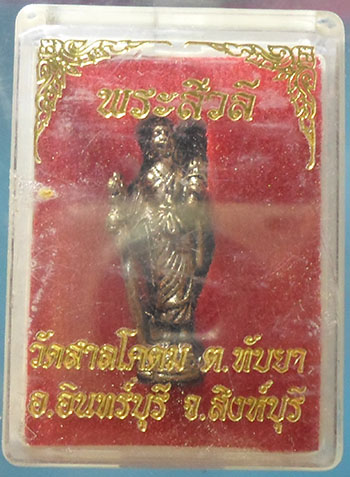 พระสีวลี
วัดสาลโคดม ต.ทับยา
อ.อินทร์บุรี จ.สิงห์บุรี